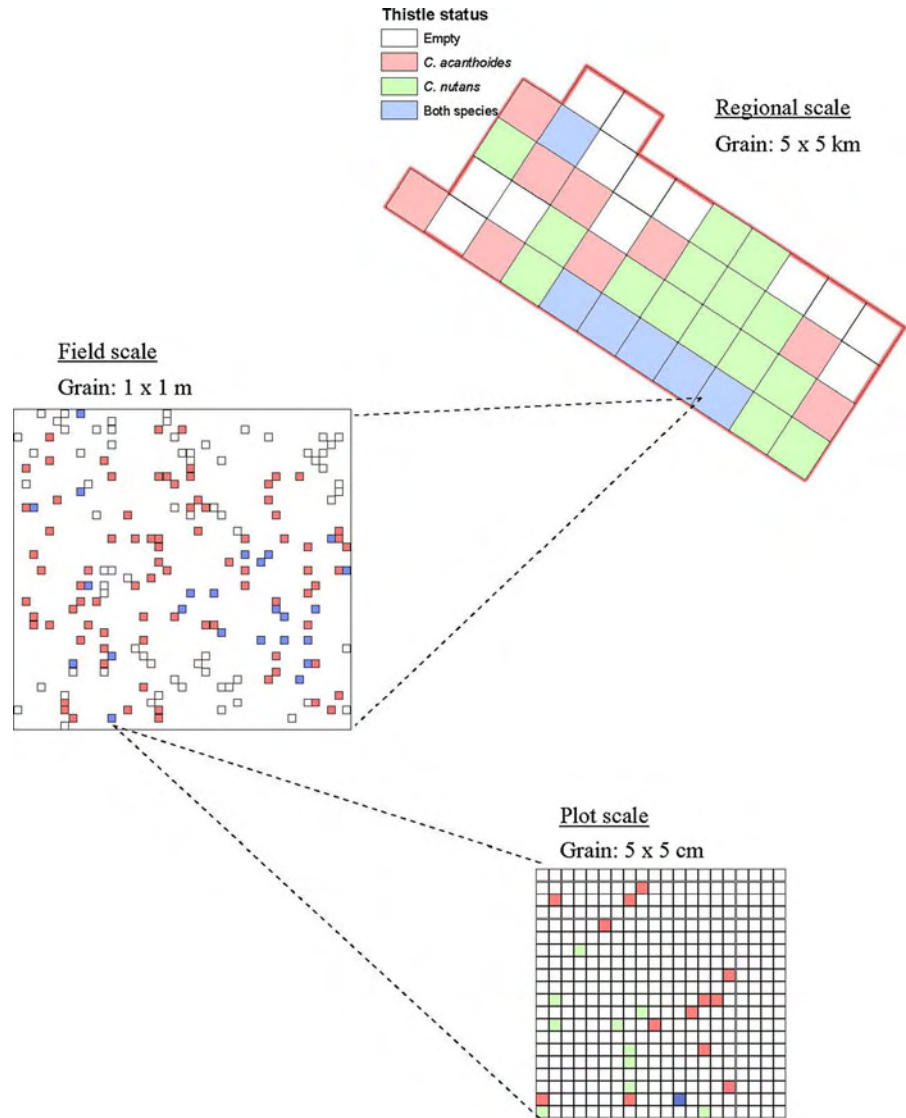 Thistle status
Empty
C. acanthoides
C. nutans
Both species
Regional scale
Grain: 5 x 5 km
Field scale
Grain: 1 x 1 m
Plot scale
Grain: 5 x 5 cm